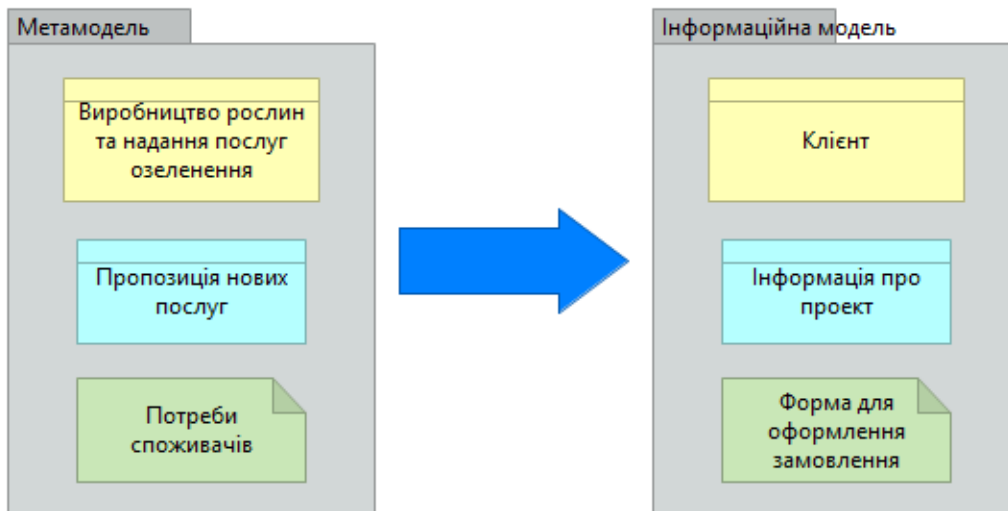 Метамодель
Виробництво рослин
та надання послуг
озеленення
Пропозиція нових
послуг
Потреби
споживачів
Інформаційна модель
Клієнт
Інформація про
проект
Форма для
оформлення
замовлення